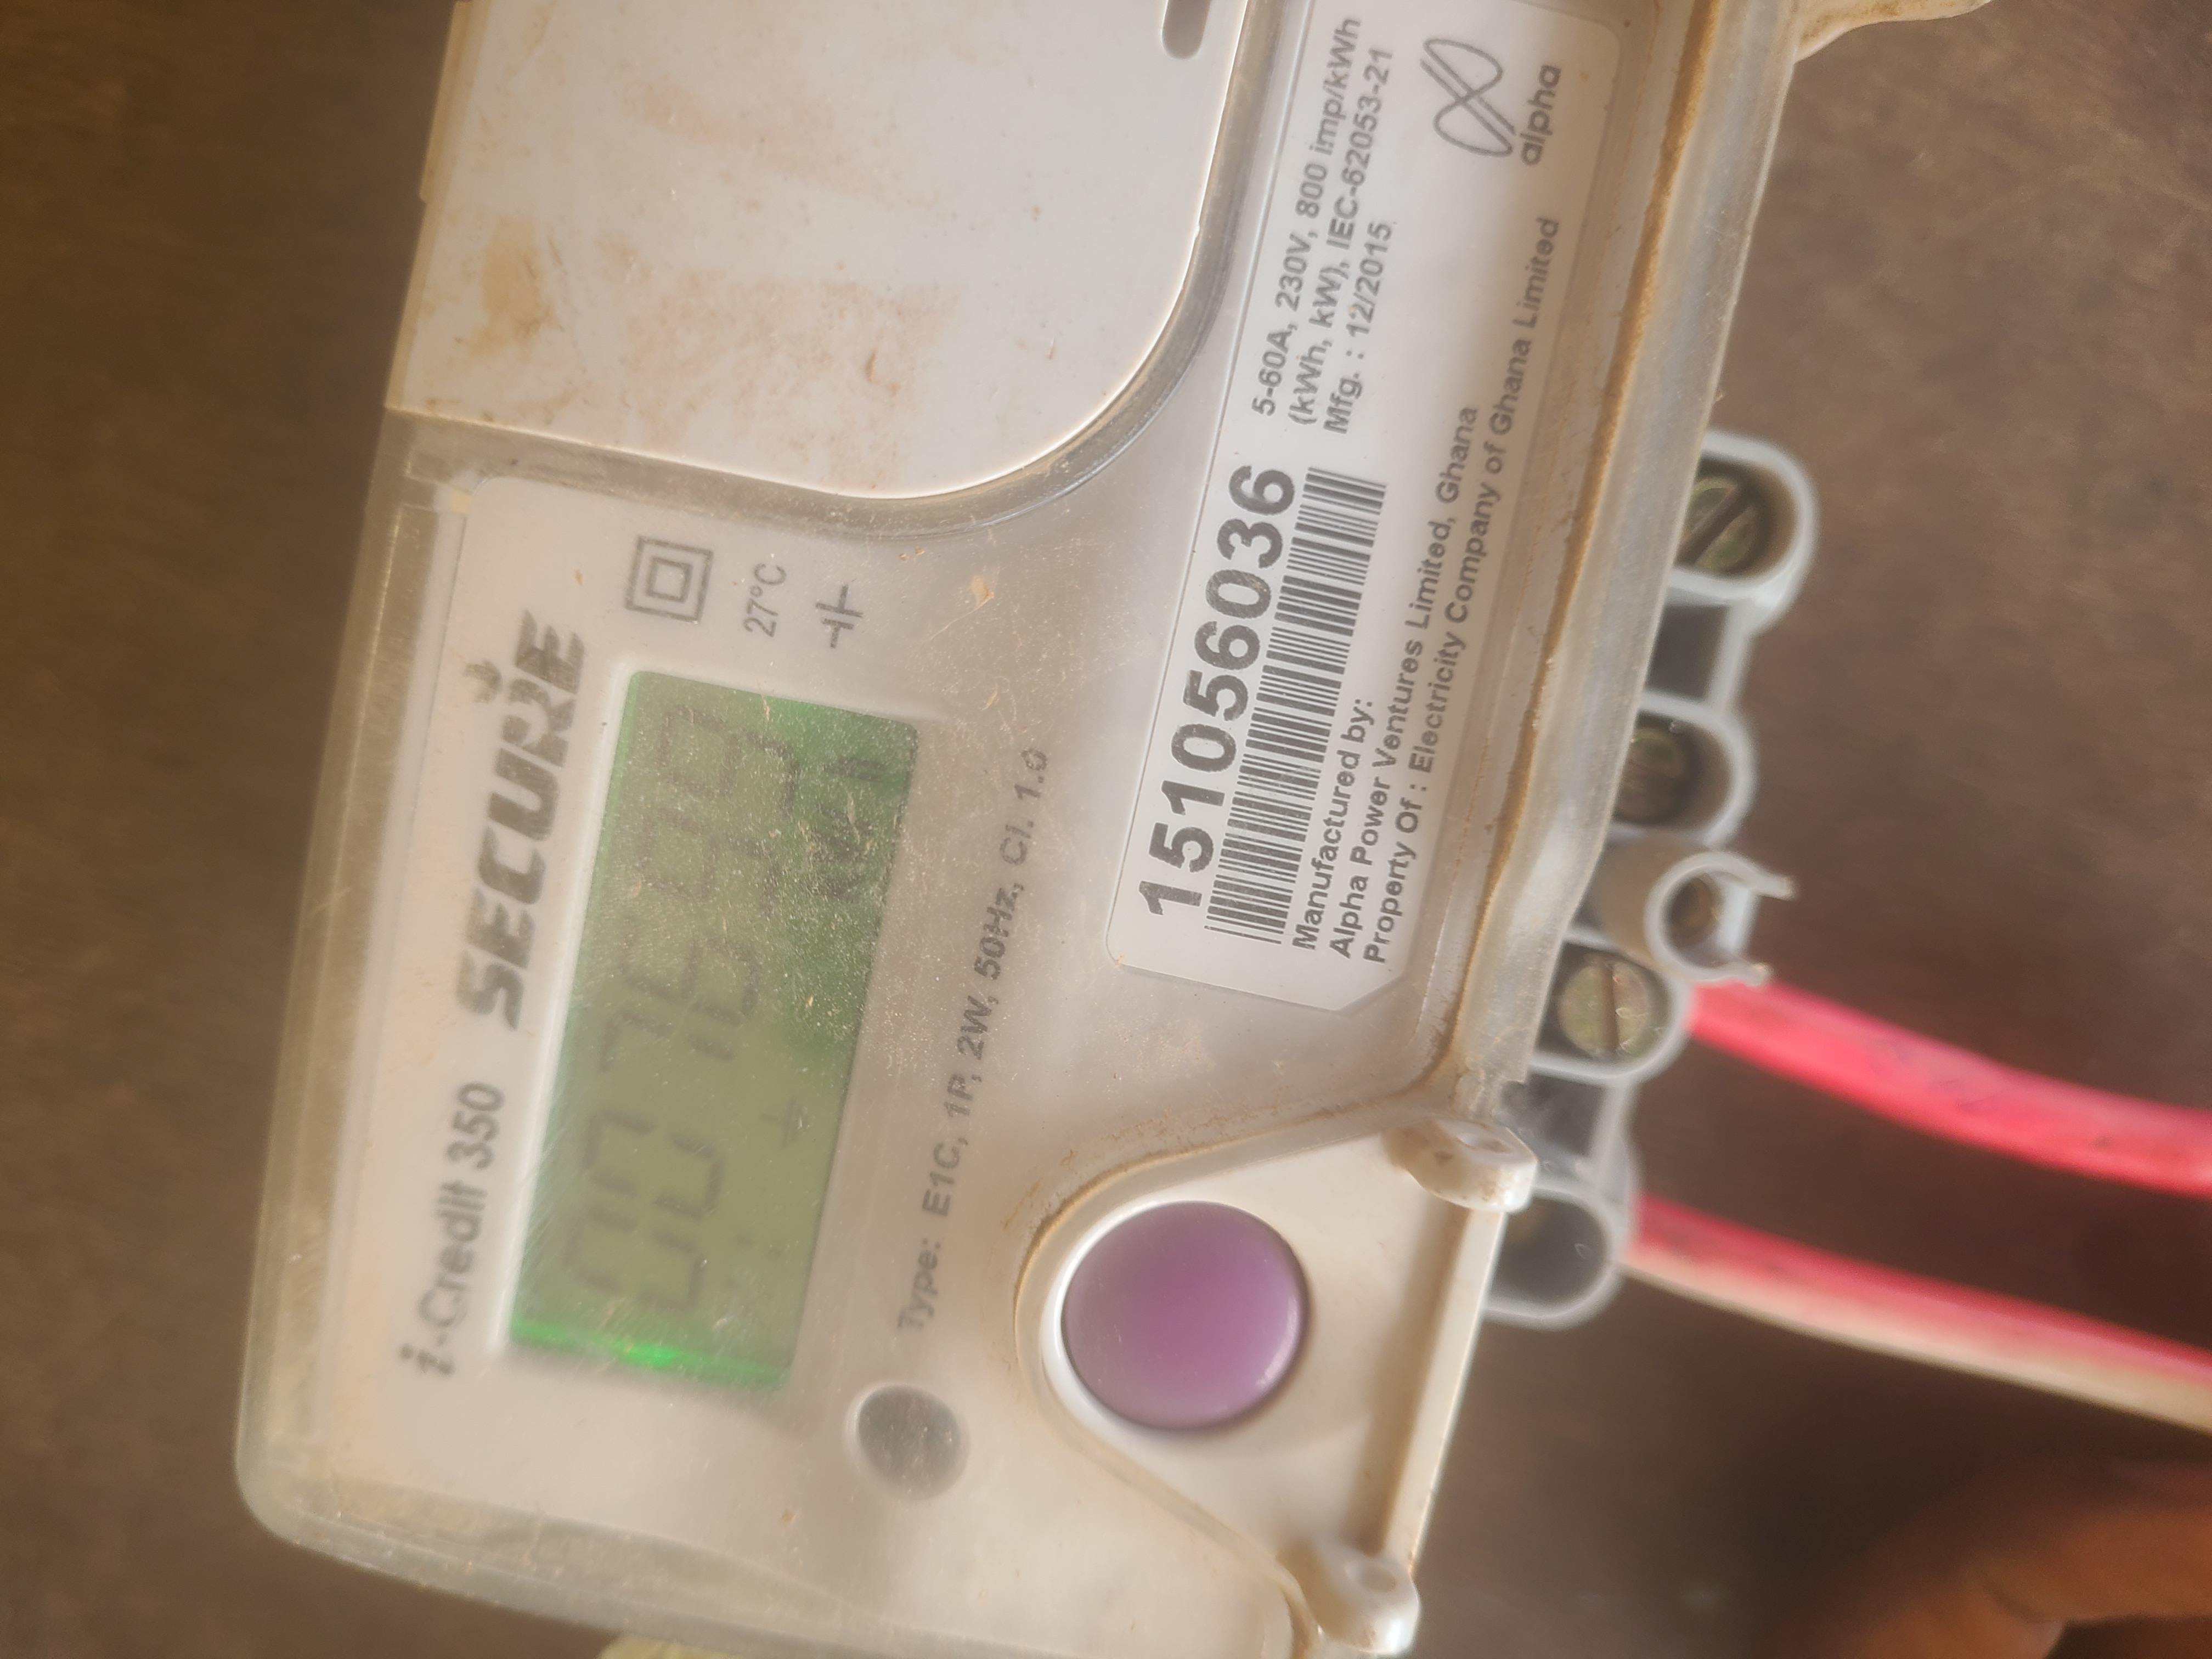 i-Credit 350 SECURE
007699
kWh
27°C
Type: E1C, 1P, 2W, 50Hz, Cl. 1.0
151056036
Manufactured by:
Alpha Power Ventures Limited, Ghana
Property Of : Electricity Company of Ghana Limited
5-60A, 230V, 800 imp/kWh
(kWh, kW), IEC-62053-21
Mfg. : 12/2015
alpha